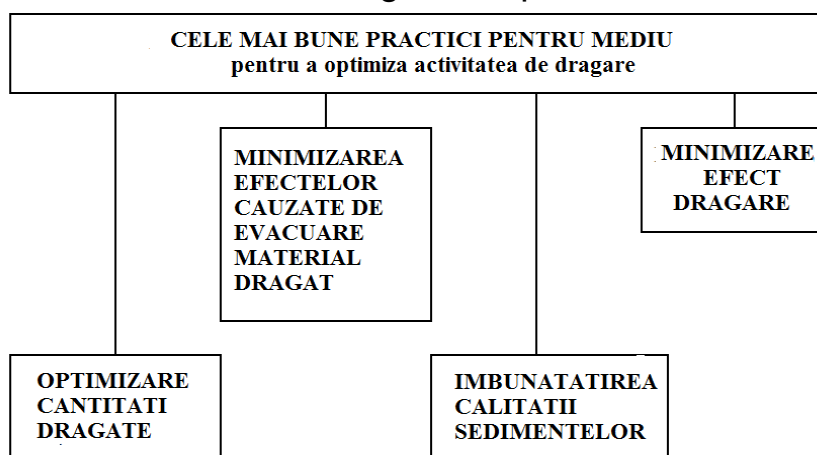 CELE MAI BUNE PRACTICI PENTRU MEDIU
pentru a optimiza activitatea de dragare
MINIMIZAREA
EFECTELOR
CAUZATE DE
EVACUARE
MATERIAL
DRAGAT
MINIMIZARE
EFECT
DRAGARE
OPTIMIZARE
CANTITATI
DRAGATE
IMBUNATATIREA
CALITATII
SEDIMENTELOR